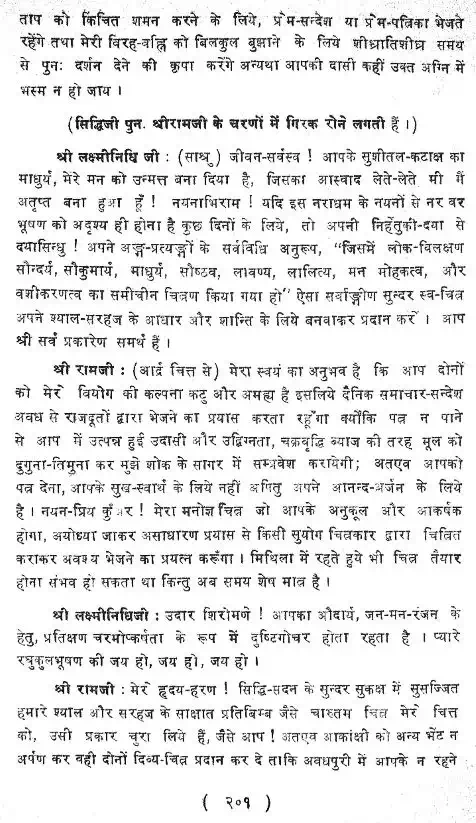 ताप को किंचित शमन करने के लिये, प्रेम-सन्देश या प्रेम-पत्रिका भेजते
रहेंगे तथा मेरी बिरह-वह्नि को बिलकुल बुझाने के लिये शीघ्रातिशीघ्र समय
से पुनः दर्शन देने की कृपा करेंगे अन्यथा आपकी दासी कहीं उक्त अग्नि में
भस्म न हो जाय ।
(सिद्धिजी पुन. श्रीरामजी के चरणों में गिरक रोने लगती हैं ।)
श्री लक्ष्मीनिधि जी : (साश्रु) जीवन-सर्वस्व ! आपके सुशीतल-कटाक्ष का
माधुर्य, मेरे मन को उन्मत्त बना दिया है, जिसका आस्वाद लेते-लेते भी मैं
अतृप्त बना हुआ हूँ ! नयनाभिराम ! यदि इस नराधम के नयनों से नर वर
भूषण को अदृश्य ही होना है कुछ दिनों के लिये, तो अपनी निर्हेतुकी-दया से
दयासिन्धु ! अपने अङ्ग-प्रत्यङ्गों के सर्वविधि अनुरूप, "जिसमें लोक-विलक्षण
सौन्दर्य, सौकुमार्य, माधुर्य, सौष्ठव, लावण्य, लालित्य, मन मोहकत्व, और
वशीकरणत्व का समीचीन चित्रण किया गया हो" ऐसा सर्वाङ्गीण सुन्दर स्व-चित्र
अपने श्याल-सरहज के आधार और शान्ति के लिये बनवाकर प्रदान करें । आप
श्री सर्व प्रकारेण समर्थ हैं ।
श्री रामजी : (आर्द्र चित्त से) मेरा स्वयं का अनुभव है कि आप दोनों
को मेरे वियोग की कल्पना कटु और असह्य है इसलिये दैनिक समाचार-सन्देश
अवध से राजदूतों द्वारा भेजने का प्रयास करता रहूँगा क्योंकि पत्र न पाने
से आप में उत्पन्न हुई उदासी और उद्विग्नता, चक्रवृद्धि ब्याज की तरह मूल को
दुगुना-तिगुना कर मुझे शोक के सागर में सम्प्रवेश करायेगी; अतएव आपको
पत्र देना, आपके सुख-स्वार्थ के लिये नहीं अपितु अपने आनन्द-अर्जन के लिये
है । नयन-प्रिय कुँअर ! मेरा मनोज्ञ चित्र जो आपके अनुकूल और आकर्षक
होगा, अयोध्या जाकर असाधारण प्रयास से किसी सुयोग चित्रकार द्वारा चित्रित
कराकर अवश्य भेजने का प्रयत्न करूँगा । मिथिला में रहते हुये भी चित्र तैयार
होना संभव हो सकता था किन्तु अब समय शेष मात्र है ।
श्री लक्ष्मीनिधिजी : उदार शिरोमणे ! आपका औदार्य, जन-मन-रंजन के
हेतु, प्रतिक्षण चरमोत्कर्षता के रूप में दृष्टिगोचर होता रहता है । प्यारे
रघुकुलभूषण की जय हो, जय हो, जय हो ।
श्री रामजी : मेरे हृदय-हरण ! सिद्धि-सदन के सुन्दर सुकक्ष में सुसज्जित
हमारे श्याल और सरहज के साक्षात प्रतिबिम्ब जैसे चारुतम चित्र मेरे चित्त
को, उसी प्रकार चुरा लिये हैं, जैसे आप ! अतएव आकांक्षी को अन्य भेंट न
अर्पण कर वही दोनों दिव्य-चित्र प्रदान कर दे ताकि अवधपुरी में आपके न रहने
( २०१ )